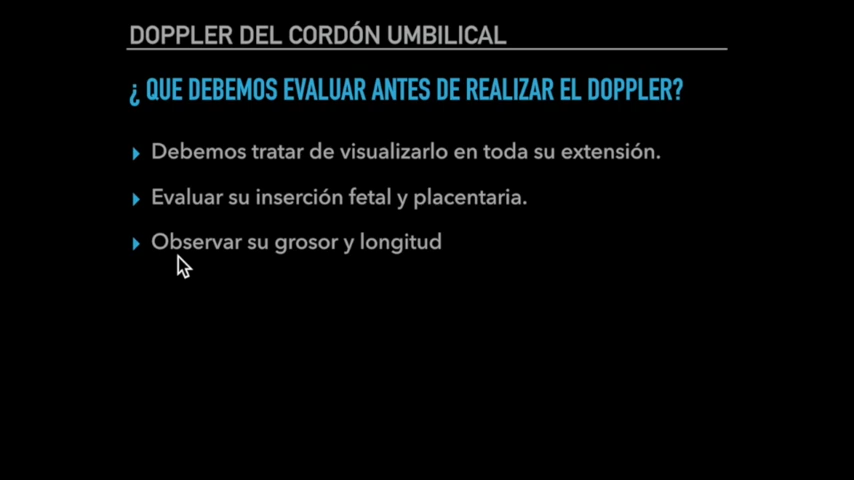 DOPPLER DEL CORDÓN UMBILICAL
¿ QUE DEBEMOS EVALUAR ANTES DE REALIZAR EL DOPPLER?
Debemos tratar de visualizarlo en toda su extensión.
Evaluar su inserción fetal y placentaria.
Observar su grosor y longitud